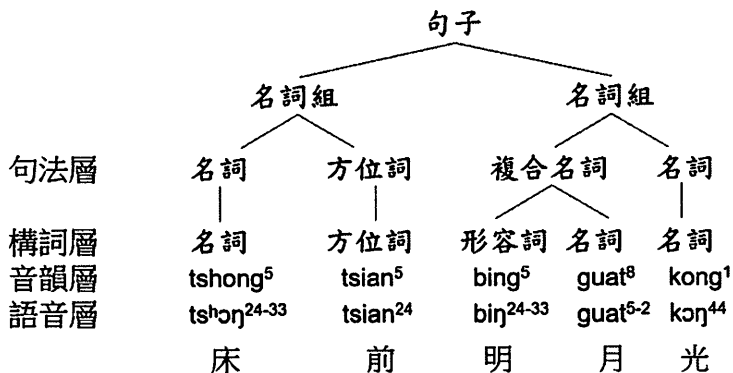 句子
名詞組 名詞組
句法層 名詞 方位詞 複合名詞 名詞
構詞層 名詞 方位詞 形容詞 名詞 名詞
音韻層 tshong⁵ tsian⁵ bing⁵ guat⁸ kong¹
語音層 tsʰɔŋ²⁴⁻³³ tsian²⁴ biŋ²⁴⁻³³ guat⁵⁻² kɔŋ⁴⁴
床 前 明 月 光